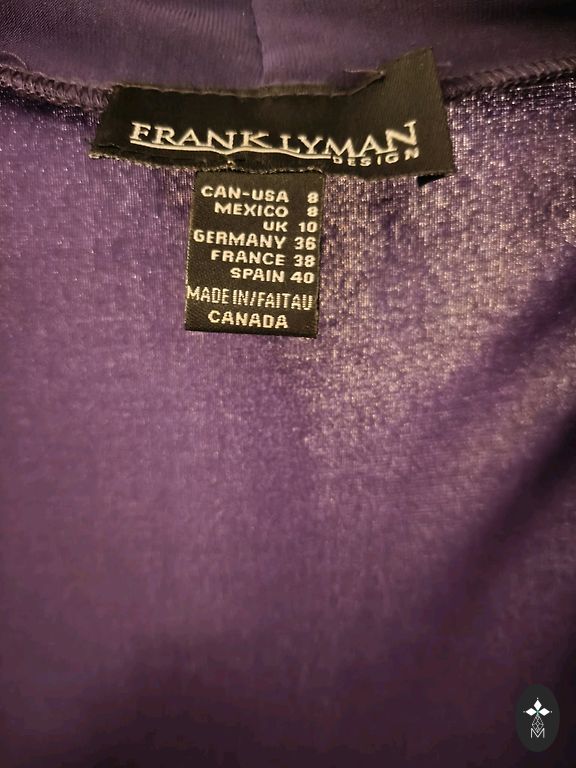 FRANK LYMAN
DESIGN
CAN-USA 8
MEXICO 8
UK 10
GERMANY 36
FRANCE 38
SPAIN 40
MADE IN/FAIT AU
CANADA
M